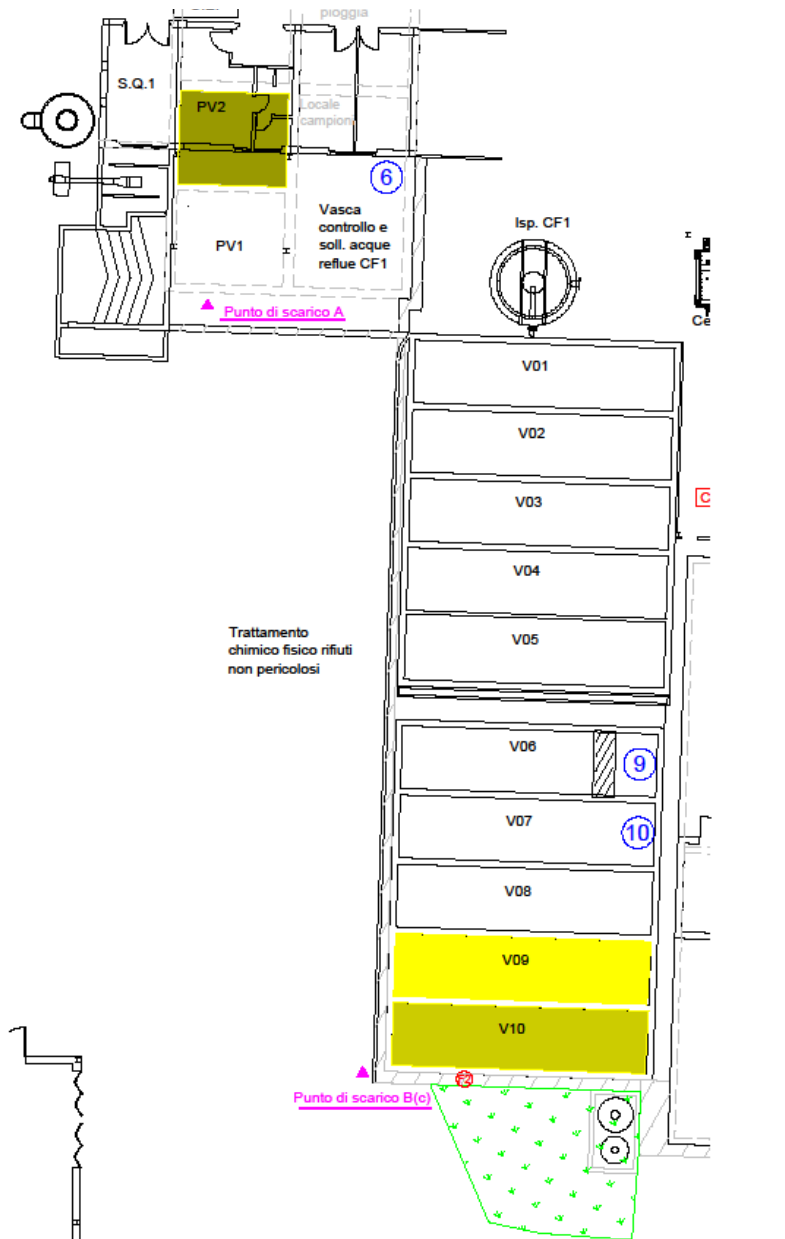 pioggia
S.Q.1
PV2
Locale
campioni
6
Vasca
controllo e
soll. acque
reflue CF1
PV1
Isp. CF1
Punto di scarico A
Ce
V01
V02
V03
C
V04
V05
Trattamento
chimico fisico rifiuti
non pericolosi
V06
9
V07
10
V08
V09
V10
P2
Punto di scarico B(c)